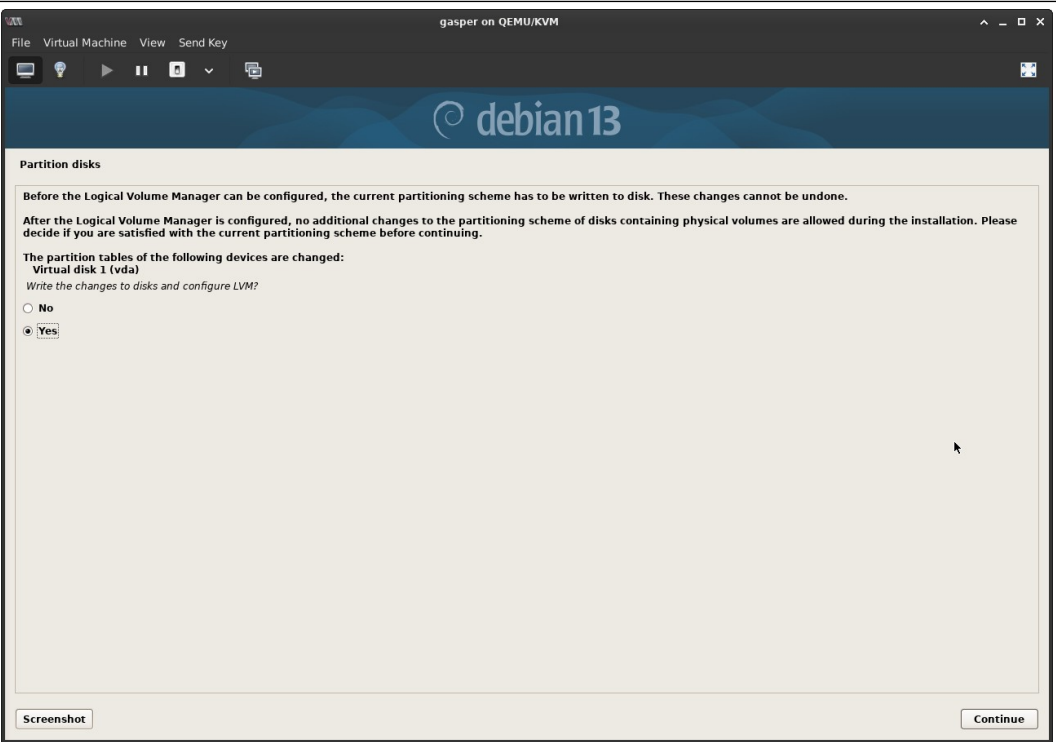 gasper on QEMU/KVM
File Virtual Machine View Send Key
debian 13
Partition disks
Before the Logical Volume Manager can be configured, the current partitioning scheme has to be written to disk. These changes cannot be undone.
After the Logical Volume Manager is configured, no additional changes to the partitioning scheme of disks containing physical volumes are allowed during the installation. Please
decide if you are satisfied with the current partitioning scheme before continuing.
The partition tables of the following devices are changed:
Virtual disk 1 (vda)
Write the changes to disks and configure LVM?
No
Yes
Screenshot Continue